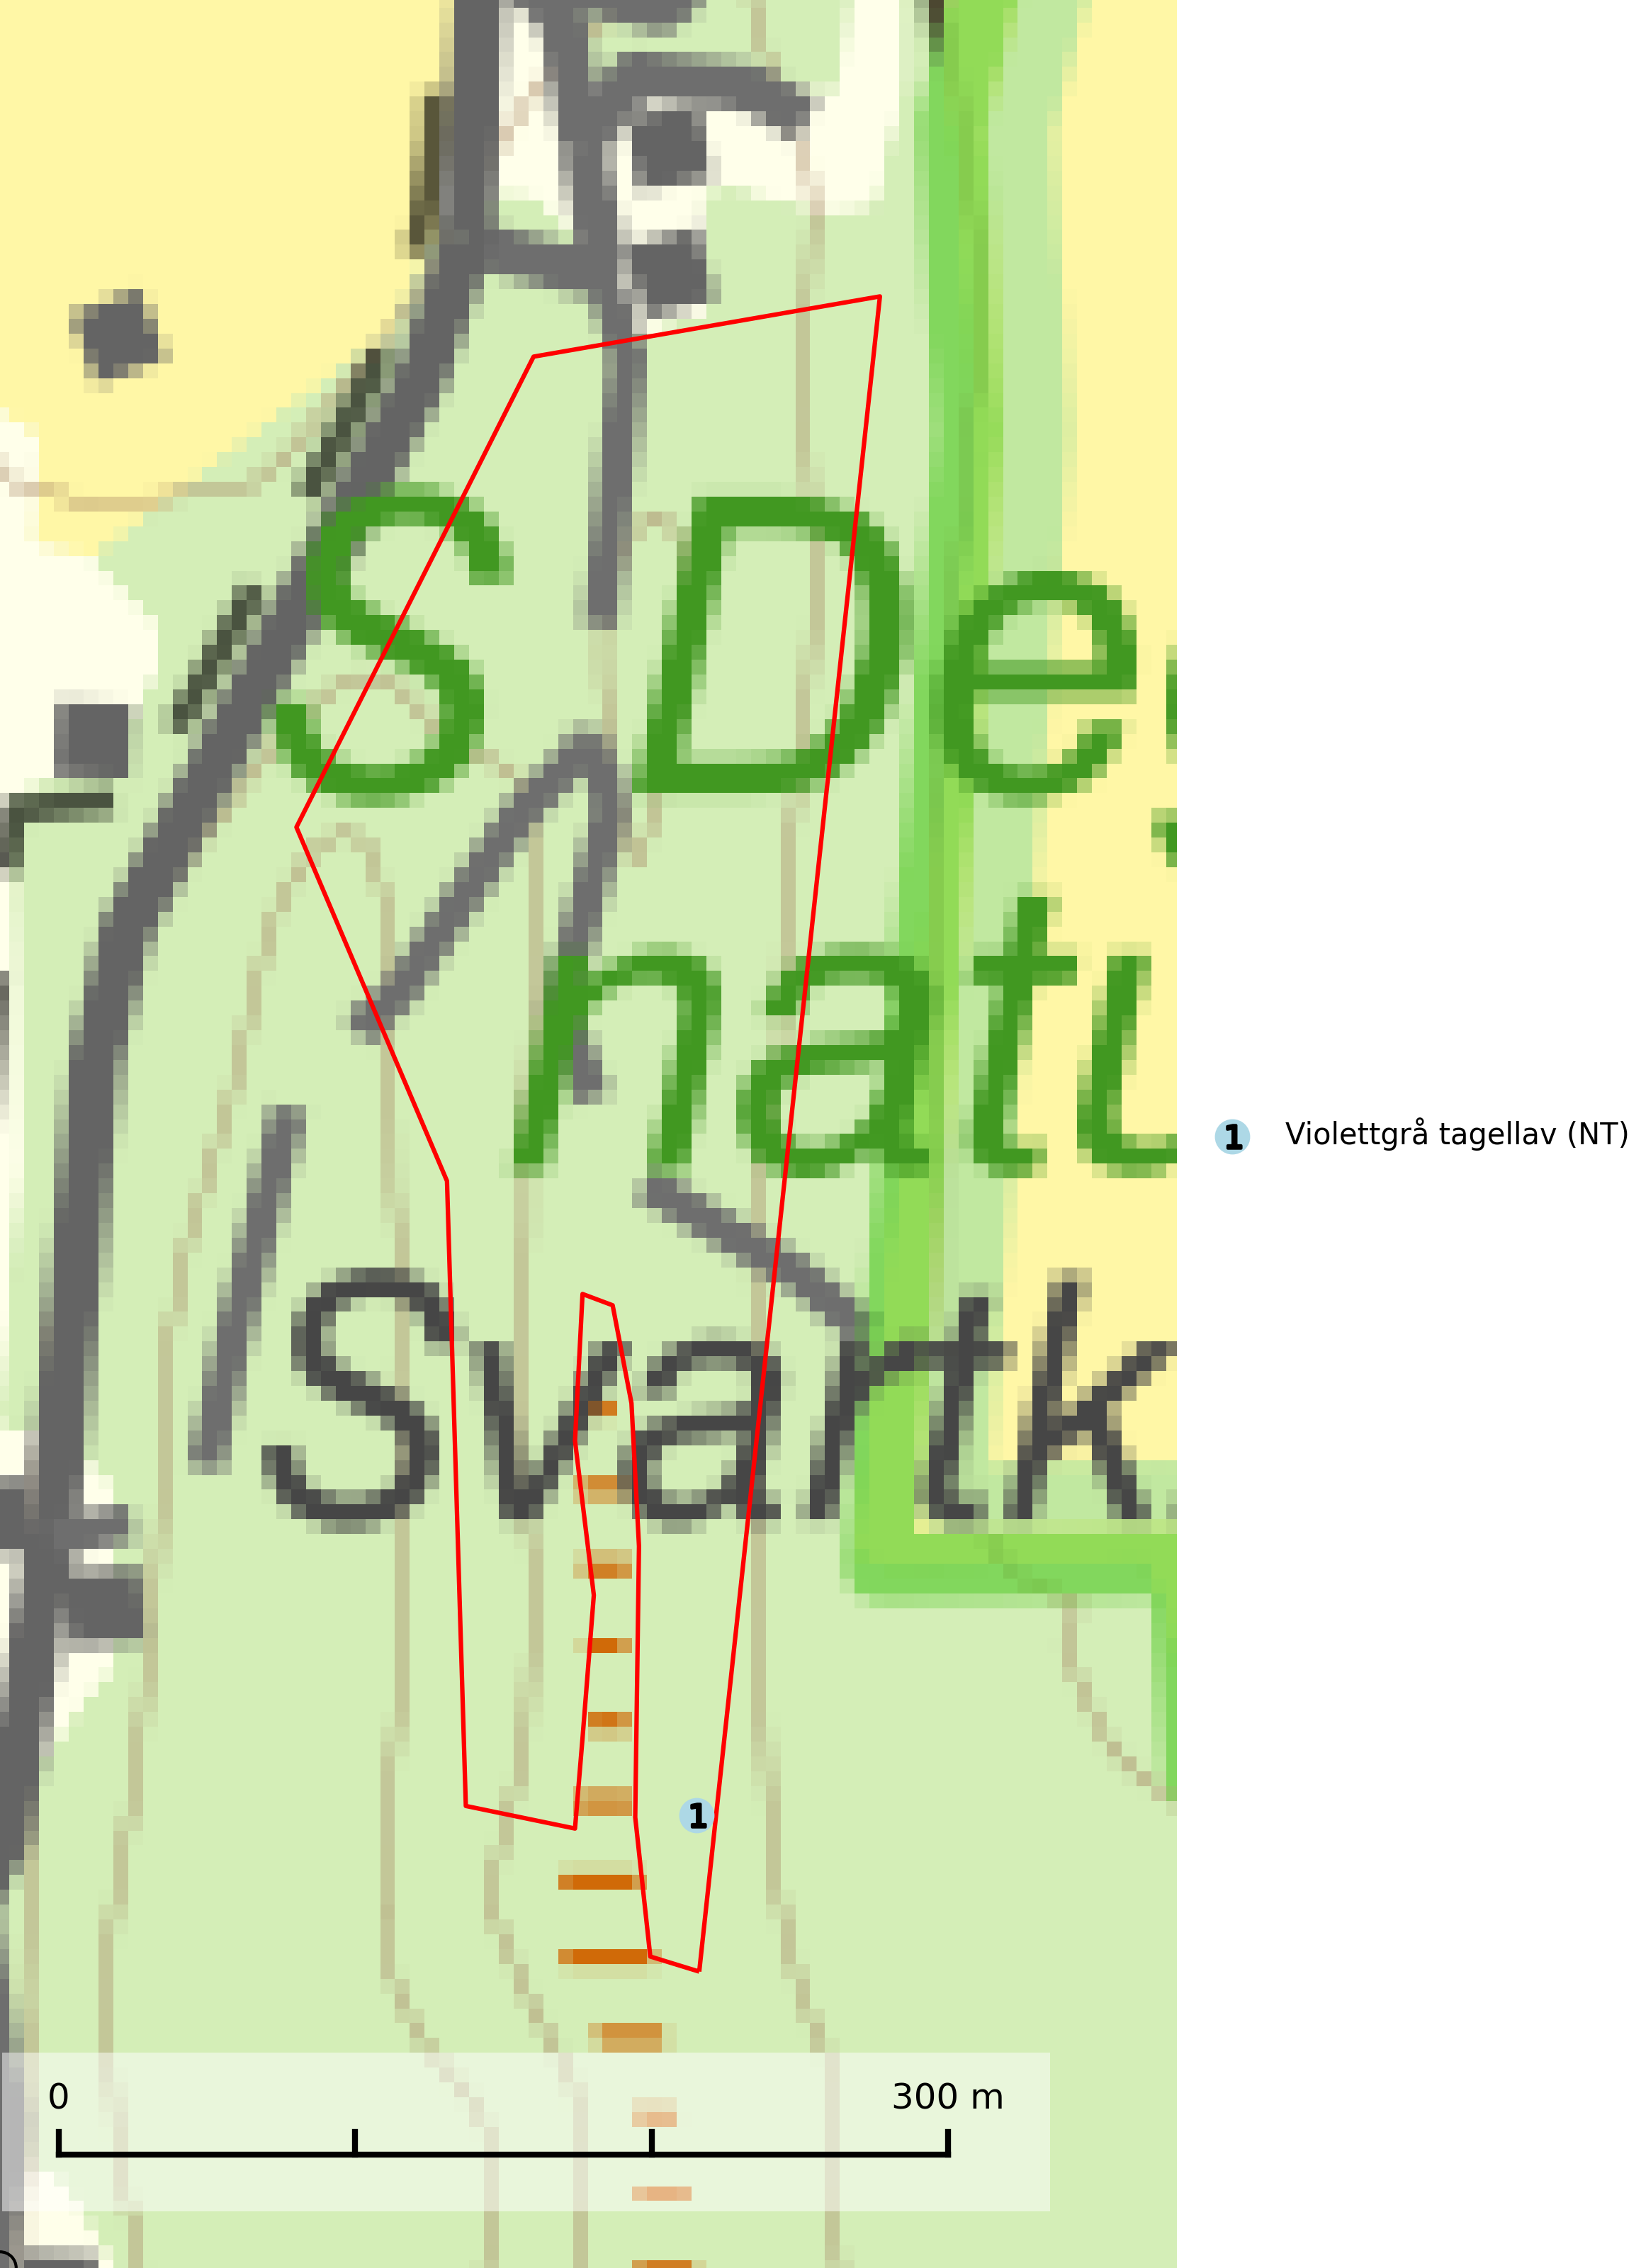 S De
natu
Svartk
1 Violettgrå tagellav (NT)
1
0 300 m